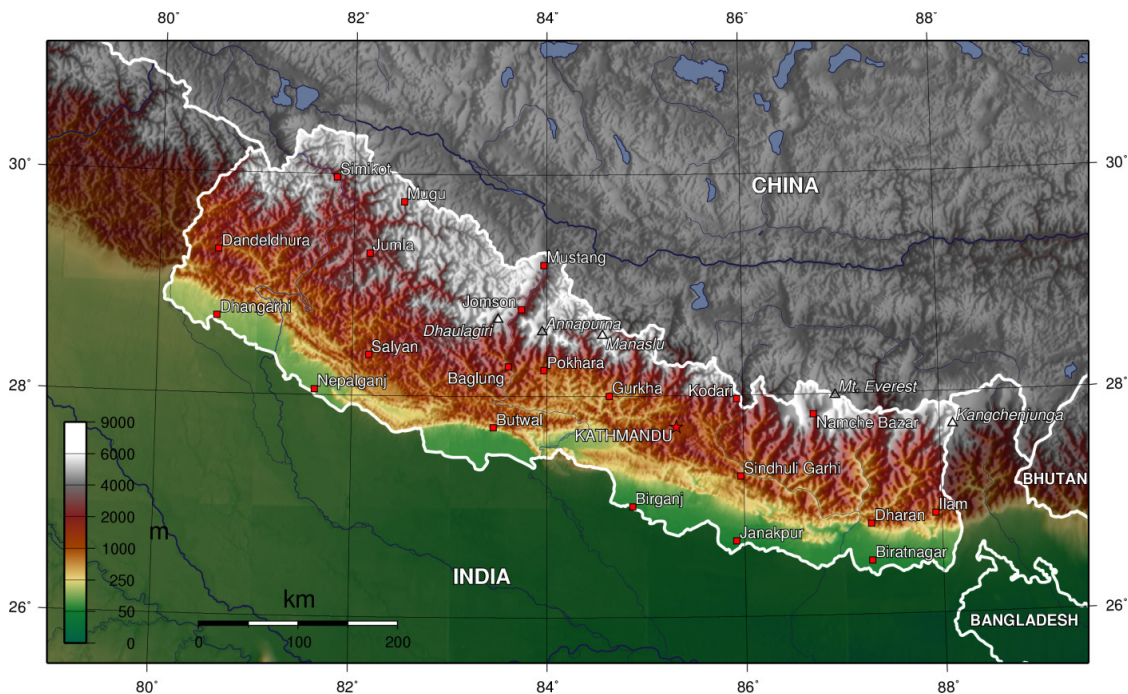 80° 82° 84° 86° 88°
30° 30°
CHINA
Simikot
Mugu
Dandeldhura
Jumla
Mustang
Jomson
Dhangarhi
Dhaulagiri
Annapurna
Manaslu
Salyan
Pokhara
Baglung
28° 28°
Nepalganj
Gurkha
Kodari
Mt. Everest
Namche Bazar
Kangchenjunga
Butwal
KATHMANDU
Sindhuli Garhi
BHUTAN
Birganj
Dharan
Ilam
Janakpur
Biratnagar
9000
6000
4000
2000
m
1000
250
50
0
INDIA
km
0 100 200
26° 26°
BANGLADESH
80° 82° 84° 86° 88°